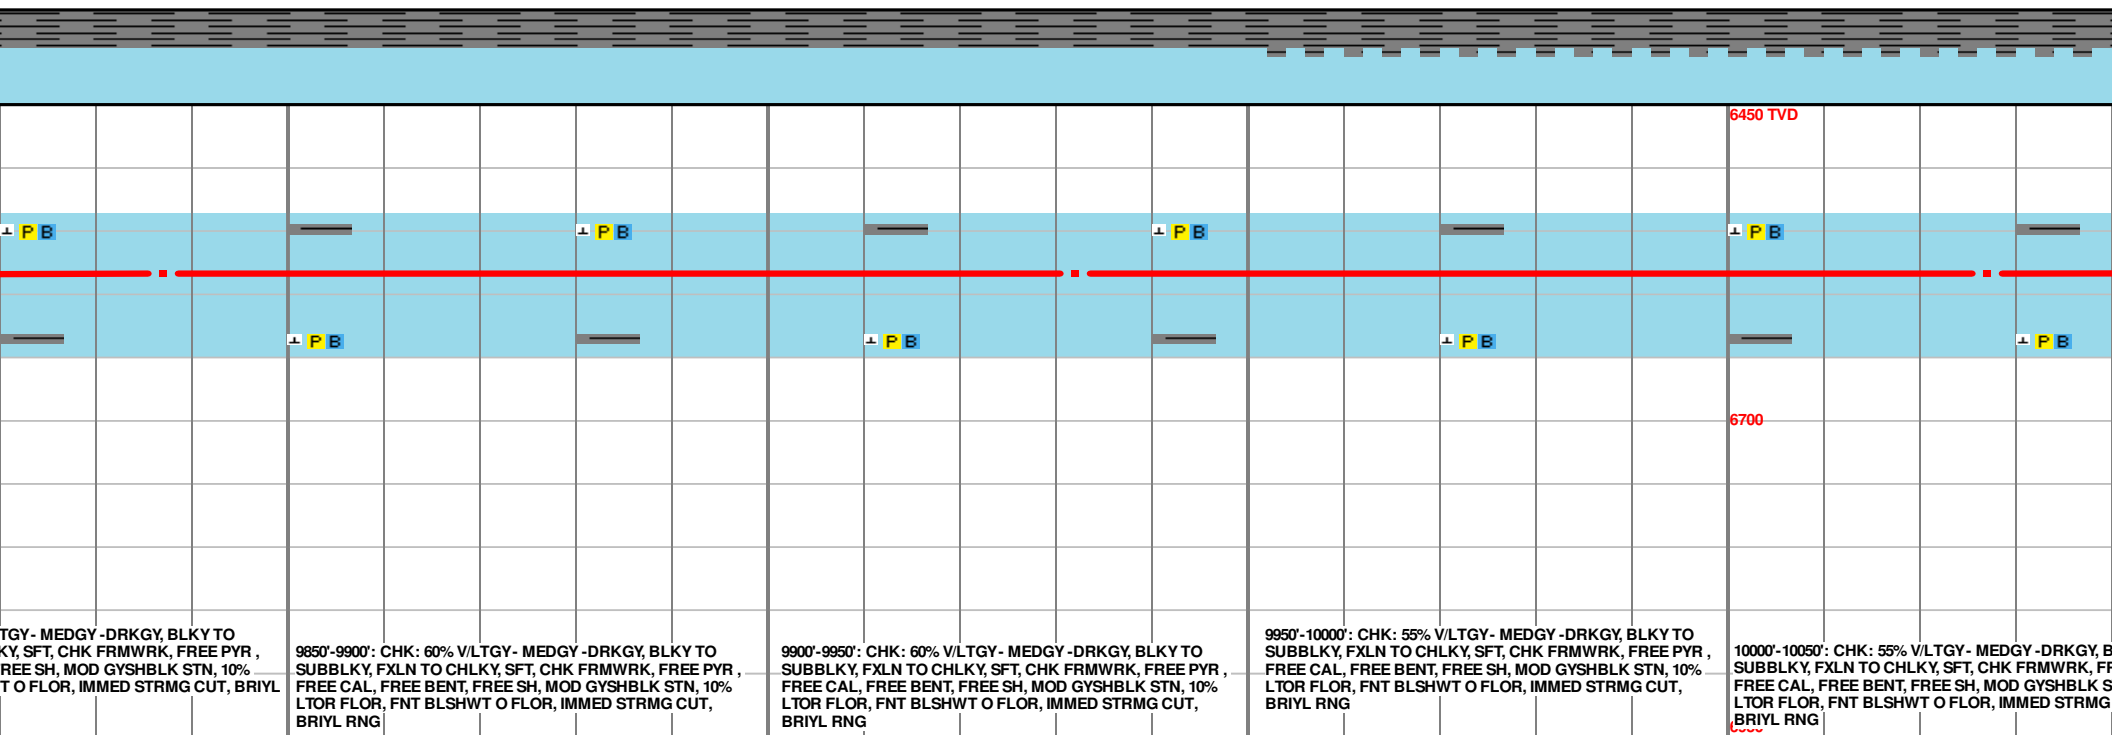 6450 TVD
⊥ P B
⊥ P B
⊥ P B
⊥ P B
⊥ P B
⊥ P B
⊥ P B
⊥ P B
6700
TGY- MEDGY -DRKGY, BLKY TO
KY, SFT, CHK FRMWRK, FREE PYR ,
REE SH, MOD GYSHBLK STN, 10%
T O FLOR, IMMED STRMG CUT, BRIYL
9850'-9900': CHK: 60% V/LTGY- MEDGY -DRKGY, BLKY TO
SUBBLKY, FXLN TO CHLKY, SFT, CHK FRMWRK, FREE PYR ,
FREE CAL, FREE BENT, FREE SH, MOD GYSHBLK STN, 10%
LTOR FLOR, FNT BLSHWT O FLOR, IMMED STRMG CUT,
BRIYL RNG
9900'-9950': CHK: 60% V/LTGY- MEDGY -DRKGY, BLKY TO
SUBBLKY, FXLN TO CHLKY, SFT, CHK FRMWRK, FREE PYR ,
FREE CAL, FREE BENT, FREE SH, MOD GYSHBLK STN, 10%
LTOR FLOR, FNT BLSHWT O FLOR, IMMED STRMG CUT,
BRIYL RNG
9950'-10000': CHK: 55% V/LTGY- MEDGY -DRKGY, BLKY TO
SUBBLKY, FXLN TO CHLKY, SFT, CHK FRMWRK, FREE PYR ,
FREE CAL, FREE BENT, FREE SH, MOD GYSHBLK STN, 10%
LTOR FLOR, FNT BLSHWT O FLOR, IMMED STRMG CUT,
BRIYL RNG
10000'-10050': CHK: 55% V/LTGY- MEDGY -DRKGY, B
SUBBLKY, FXLN TO CHLKY, SFT, CHK FRMWRK, FR
FREE CAL, FREE BENT, FREE SH, MOD GYSHBLK S
LTOR FLOR, FNT BLSHWT O FLOR, IMMED STRMG
BRIYL RNG